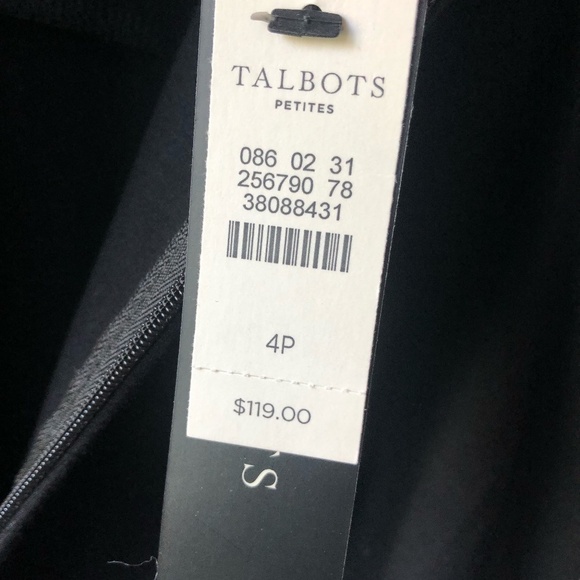 TALBOTS
PETITES
086 02 31
256790 78
38088431
4P
$119.00
S